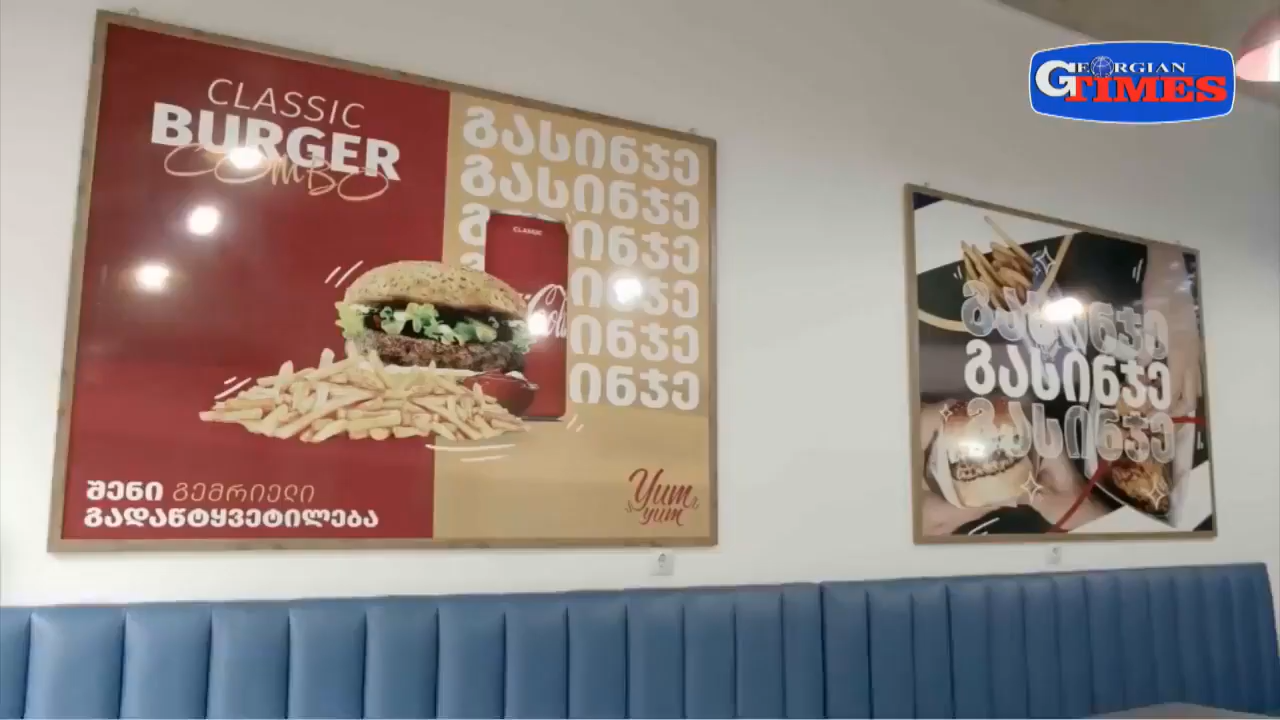 CLASSIC
BURGER
COMBO
გასინჯე
გასინჯე
გ ინჯე
ინჯე
ინჯე
ინჯე
CLASSIC
შენი გემრიელი
გადაწყვეტილება
Yum
yum
გასინჯე
გასინჯე
გასინჯე
GEORGIAN
TIMES